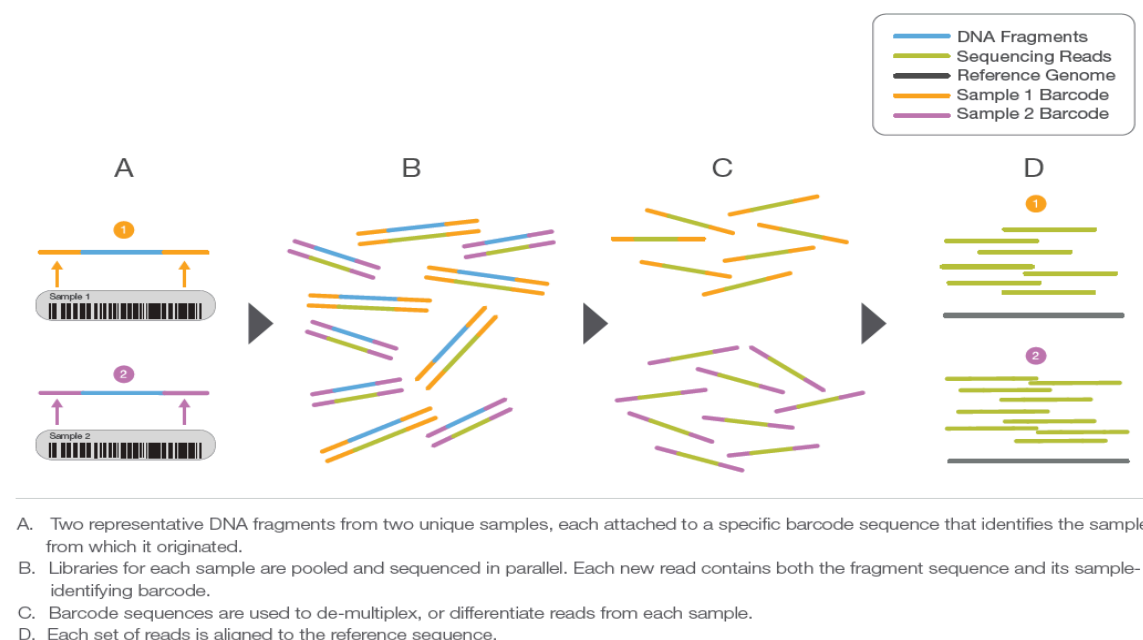 DNA Fragments
Sequencing Reads
Reference Genome
Sample 1 Barcode
Sample 2 Barcode
A
B
C
D
1
1
Sample 1
2
2
Sample 2
A. Two representative DNA fragments from two unique samples, each attached to a specific barcode sequence that identifies the sample
from which it originated.
B. Libraries for each sample are pooled and sequenced in parallel. Each new read contains both the fragment sequence and its sample-
identifying barcode.
C. Barcode sequences are used to de-multiplex, or differentiate reads from each sample.
D. Each set of reads is aligned to the reference sequence.